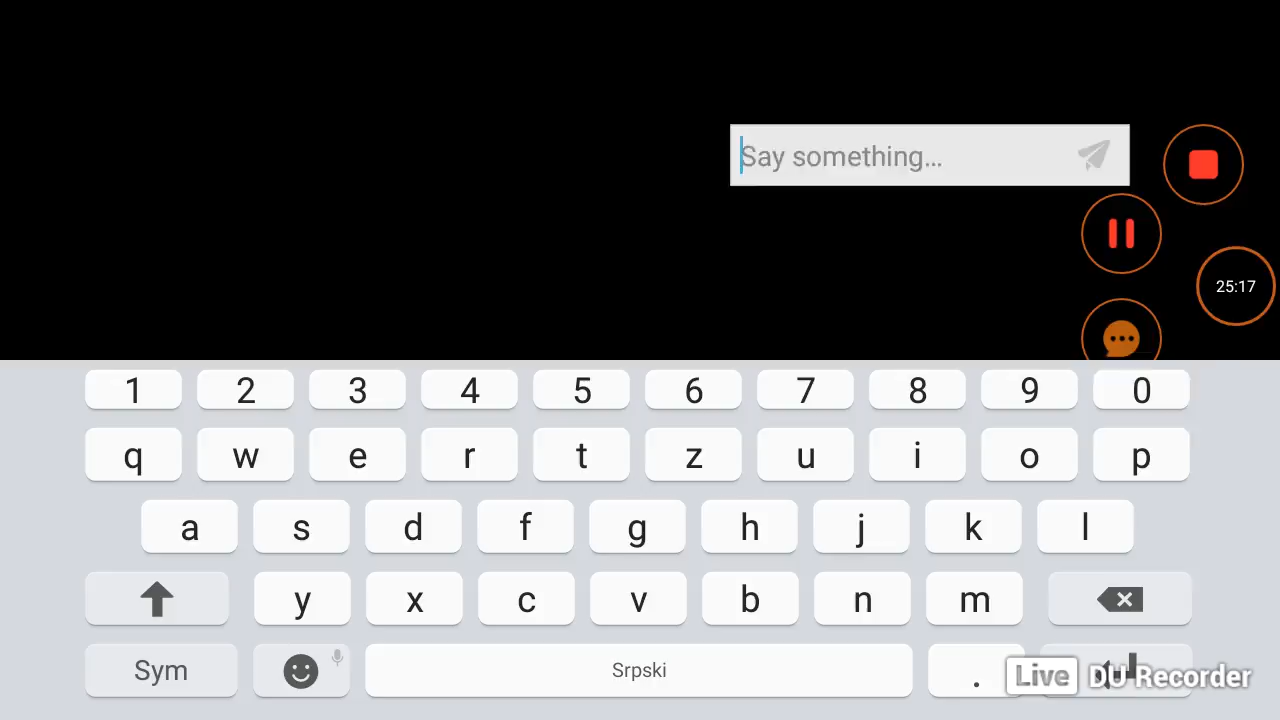 Say something...
25:17
1 2 3 4 5 6 7 8 9 0
q w e r t z u i o p
a s d f g h j k l
y x c v b n m
Sym Srpski .
Live DU Recorder